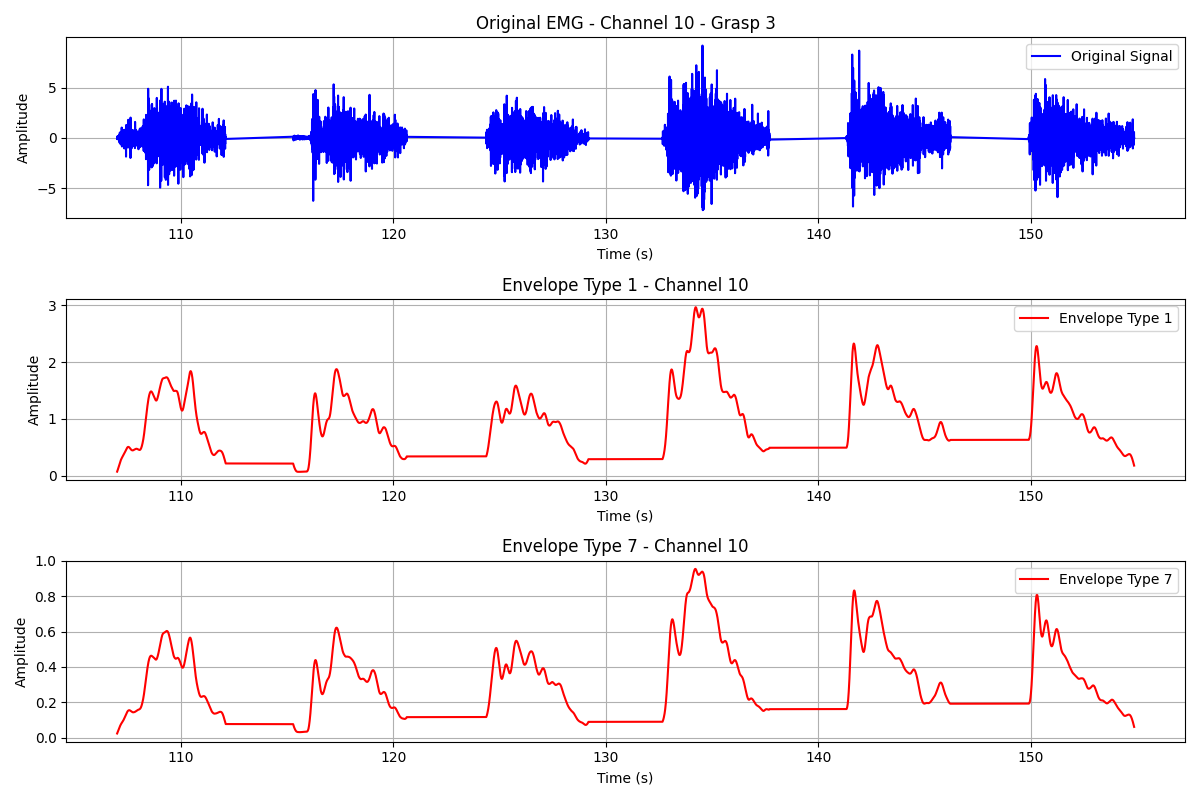 Original EMG - Channel 10 - Grasp 3
Original Signal
Amplitude
5
0
−5
110 120 130 140 150
Time (s)
Envelope Type 1 - Channel 10
Envelope Type 1
Amplitude
3
2
1
0
110 120 130 140 150
Time (s)
Envelope Type 7 - Channel 10
Envelope Type 7
Amplitude
1.0
0.8
0.6
0.4
0.2
0.0
110 120 130 140 150
Time (s)